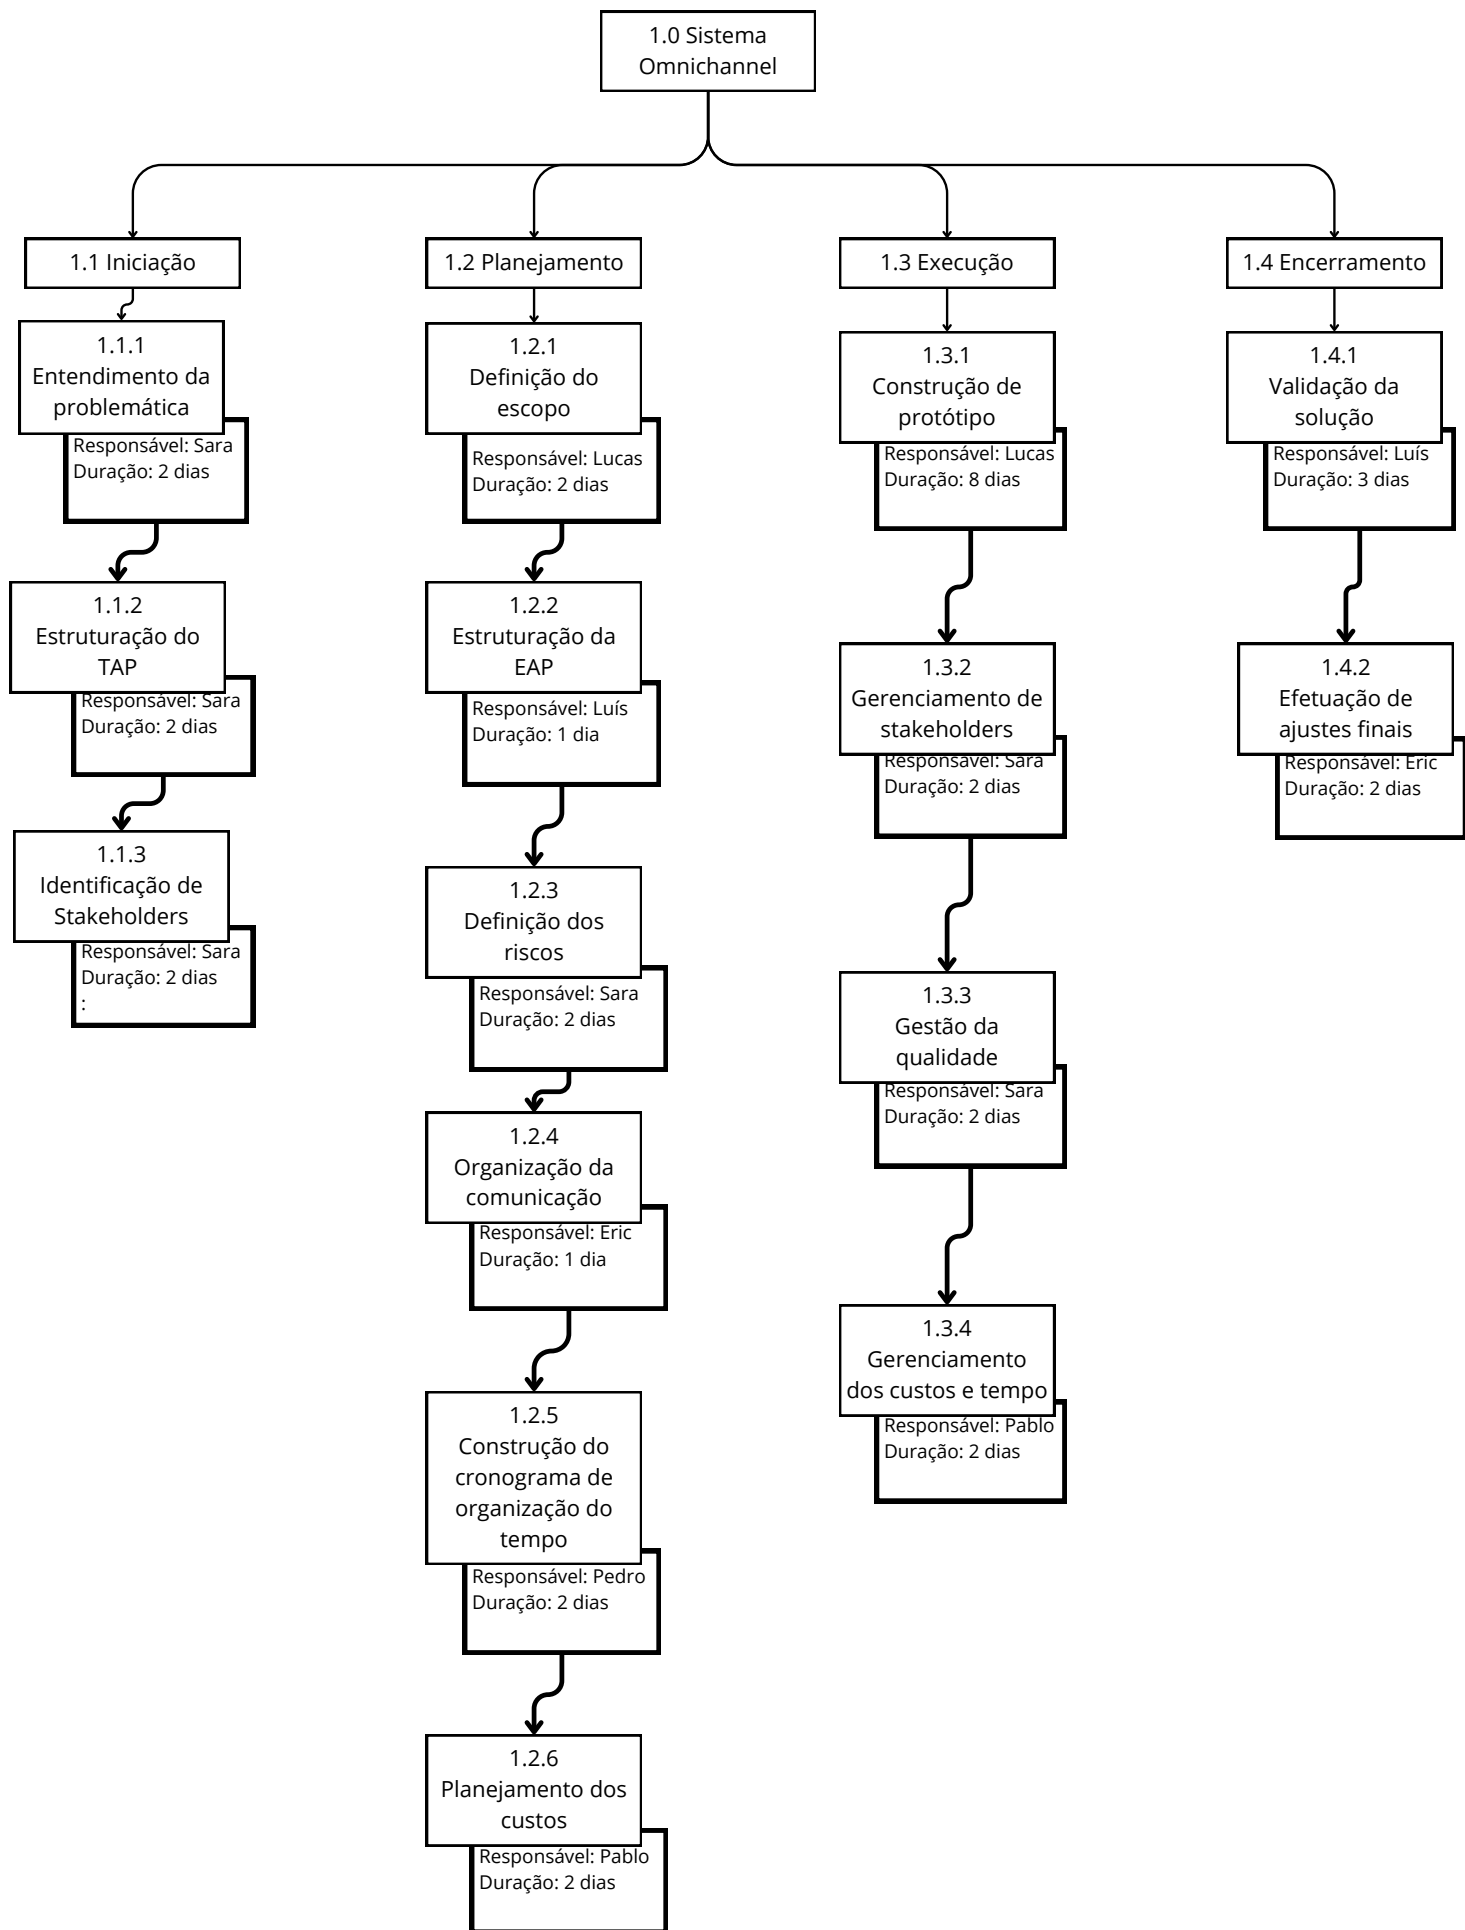 1.0 Sistema
Omnichannel
1.1 Iniciação
1.1.1
Entendimento da
problemática
Responsável: Sara
Duração: 2 dias
1.1.2
Estruturação do
TAP
Responsável: Sara
Duração: 2 dias
1.1.3
Identificação de
Stakeholders
Responsável: Sara
Duração: 2 dias
:
1.2 Planejamento
1.2.1
Definição do
escopo
Responsável: Lucas
Duração: 2 dias
1.2.2
Estruturação da
EAP
Responsável: Luís
Duração: 1 dia
1.2.3
Definição dos
riscos
Responsável: Sara
Duração: 2 dias
1.2.4
Organização da
comunicação
Responsável: Eric
Duração: 1 dia
1.2.5
Construção do
cronograma de
organização do
tempo
Responsável: Pedro
Duração: 2 dias
1.2.6
Planejamento dos
custos
Responsável: Pablo
Duração: 2 dias
1.3 Execução
1.3.1
Construção de
protótipo
Responsável: Lucas
Duração: 8 dias
1.3.2
Gerenciamento de
stakeholders
Responsável: Sara
Duração: 2 dias
1.3.3
Gestão da
qualidade
Responsável: Sara
Duração: 2 dias
1.3.4
Gerenciamento
dos custos e tempo
Responsável: Pablo
Duração: 2 dias
1.4 Encerramento
1.4.1
Validação da
solução
Responsável: Luís
Duração: 3 dias
1.4.2
Efetuação de
ajustes finais
Responsável: Eric
Duração: 2 dias